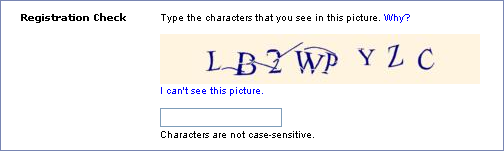 Registration Check
Type the characters that you see in this picture. Why?
LB2WPYZC
I can't see this picture.
Characters are not case-sensitive.